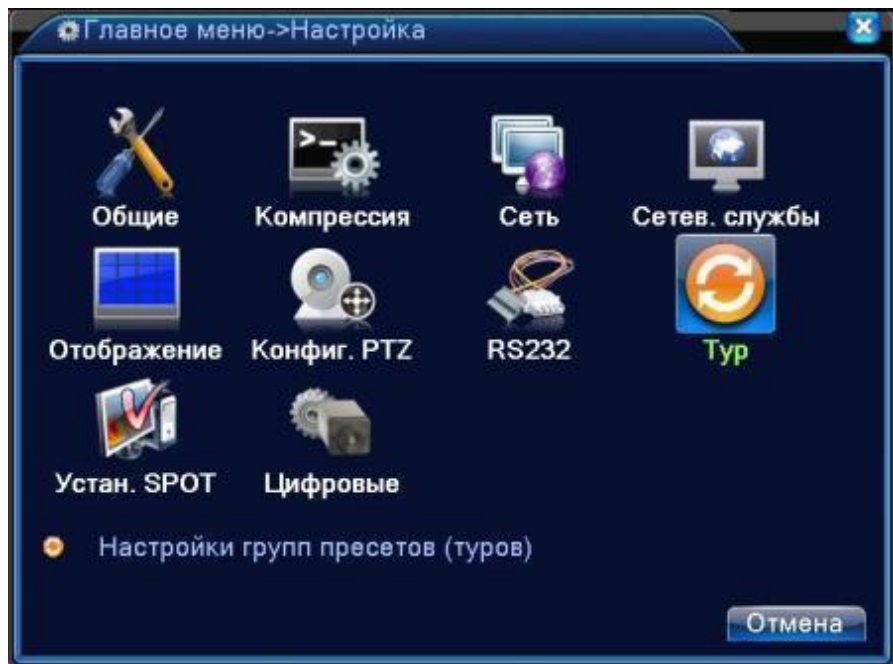 Главное меню->Настройка
Общие Компрессия Сеть Сетев. службы
Отображение Конфиг. PTZ RS232 Тур
Устан. SPOT Цифровые
Настройки групп пресетов (туров)
Отмена